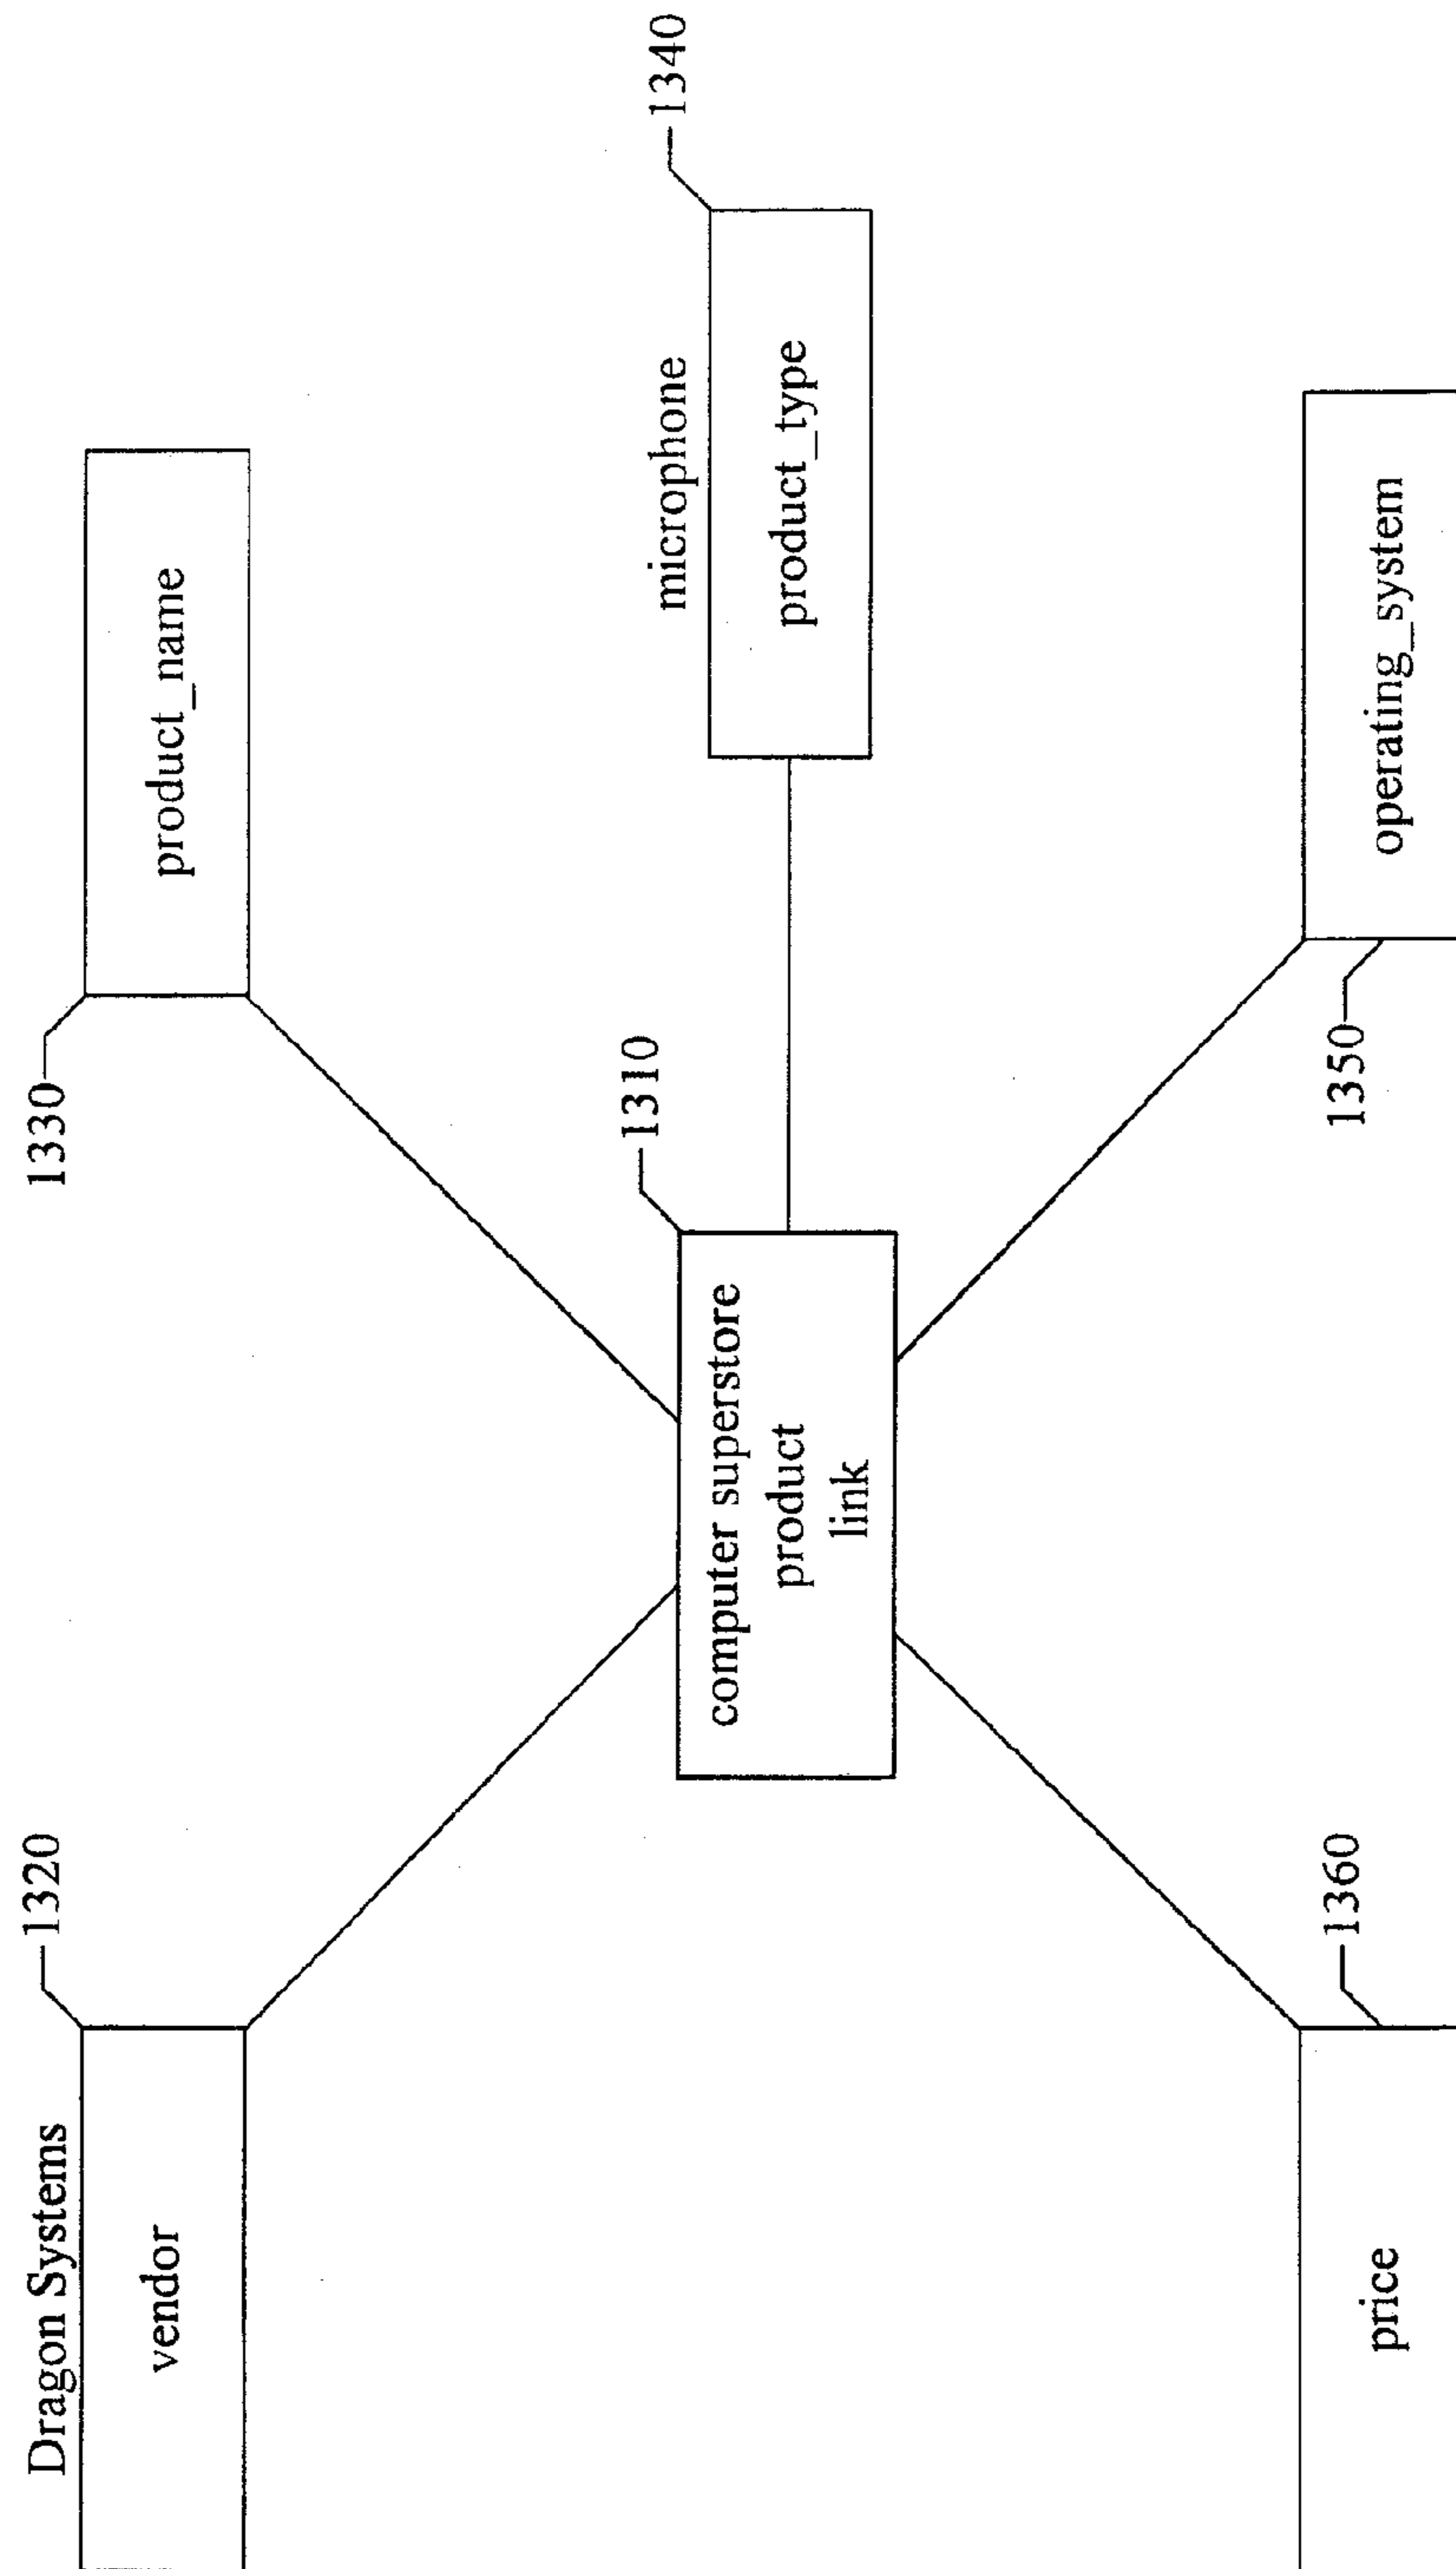 Dragon Systems
1320
vendor
1330
product_name
1310
computer superstore
product
link
microphone
1340
product_type
1360
price
1350
operating_system